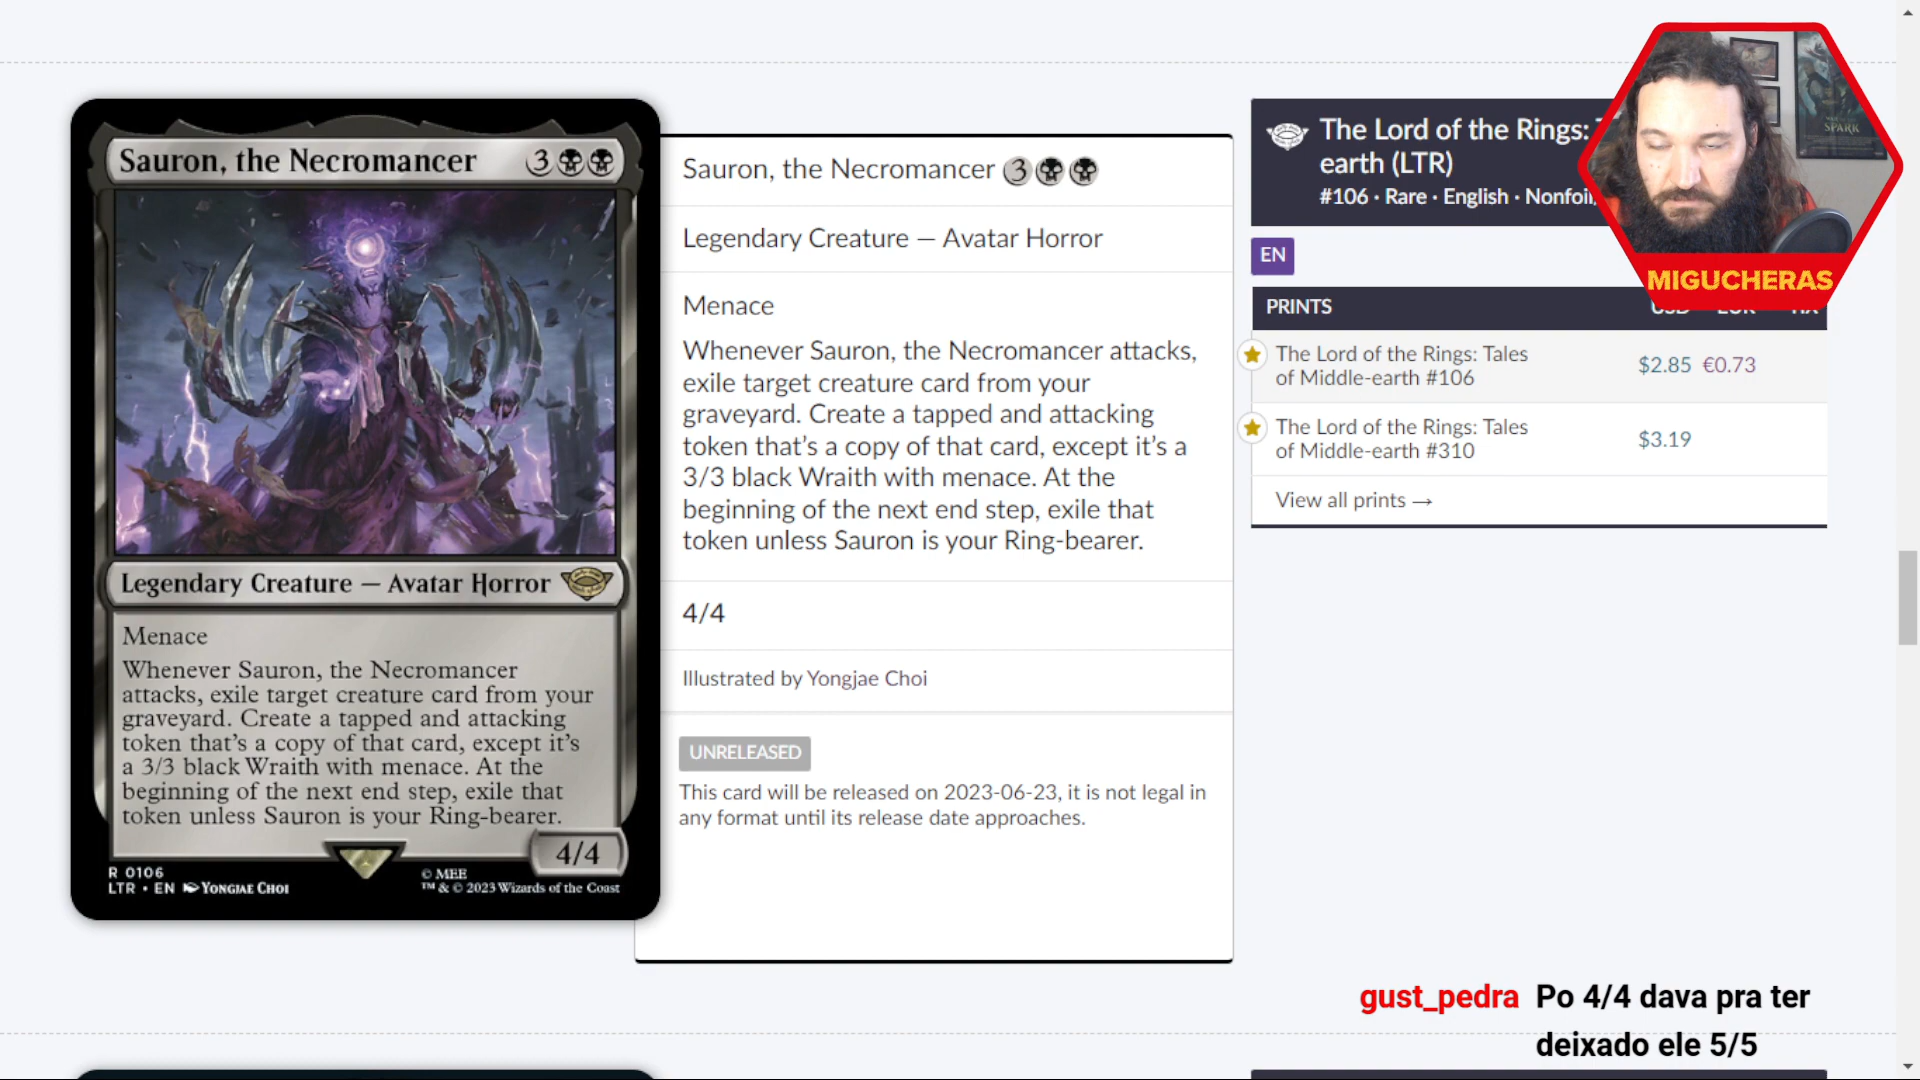 Sauron, the Necromancer 3
Legendary Creature — Avatar Horror
Menace
Whenever Sauron, the Necromancer
attacks, exile target creature card from your
graveyard. Create a tapped and attacking
token that's a copy of that card, except it's
a 3/3 black Wraith with menace. At the
beginning of the next end step, exile that
token unless Sauron is your Ring-bearer.
4/4
R 0106
LTR • EN Yongjae Choi
© MEE
™ & © 2023 Wizards of the Coast
Sauron, the Necromancer 3
Legendary Creature — Avatar Horror
Menace
Whenever Sauron, the Necromancer attacks,
exile target creature card from your
graveyard. Create a tapped and attacking
token that's a copy of that card, except it's a
3/3 black Wraith with menace. At the
beginning of the next end step, exile that
token unless Sauron is your Ring-bearer.
4/4
Illustrated by Yongjae Choi
UNRELEASED
This card will be released on 2023-06-23, it is not legal in
any format until its release date approaches.
The Lord of the Rings:
earth (LTR)
#106 • Rare • English • Nonfoil
EN
PRINTS USD EUR
The Lord of the Rings: Tales
of Middle-earth #106
$2.85 €0.73
The Lord of the Rings: Tales
of Middle-earth #310
$3.19
View all prints →
SPARK
MIGUCHERAS
gust_pedra Po 4/4 dava pra ter
deixado ele 5/5